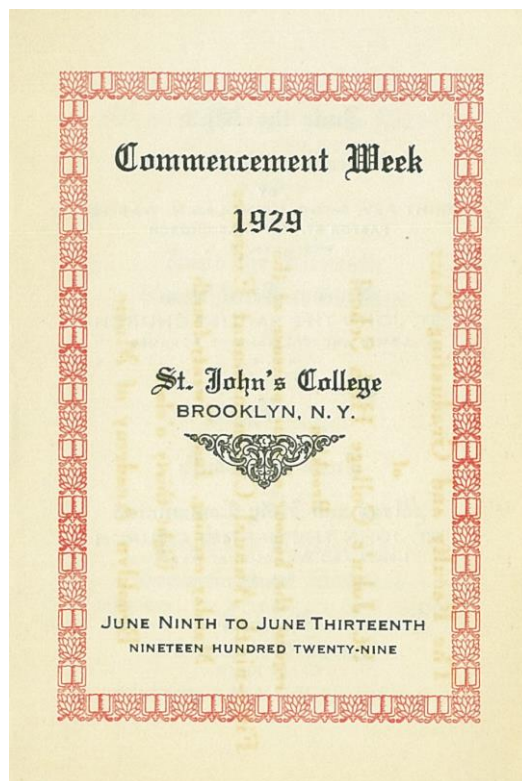 Commencement Week
1929
St. John's College
BROOKLYN, N. Y.
JUNE NINTH TO JUNE THIRTEENTH
NINETEEN HUNDRED TWENTY-NINE